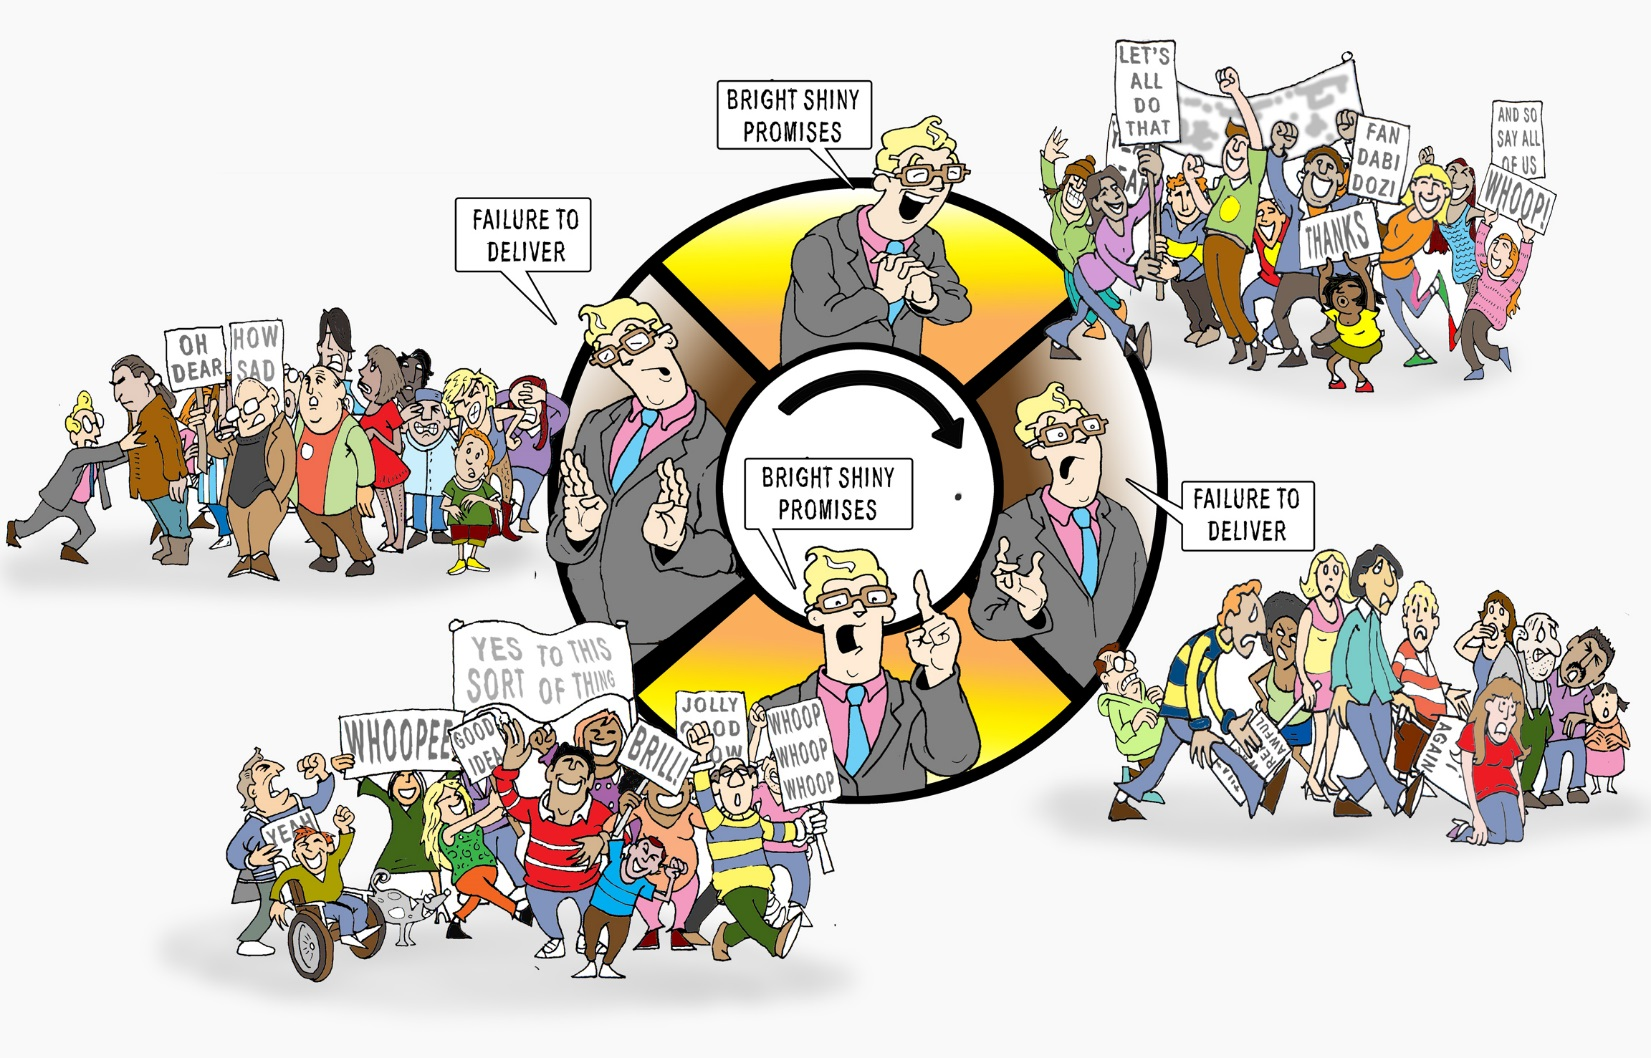 BRIGHT SHINY
PROMISES
LET'S
ALL
DO
THAT
FAN
DABI
DOZI
AND SO
SAY ALL
OF US
WHOOP!
THANKS
FAILURE TO
DELIVER
OH
DEAR
HOW
SAD
BRIGHT SHINY
PROMISES
FAILURE TO
DELIVER
YES TO THIS
SORT OF THING
WHOOPEE
GOOD
IDEA
BRILL!
JOLLY
WHOOP
WHOOP
WHOOP
YEAH
AWFUL
AGAIN